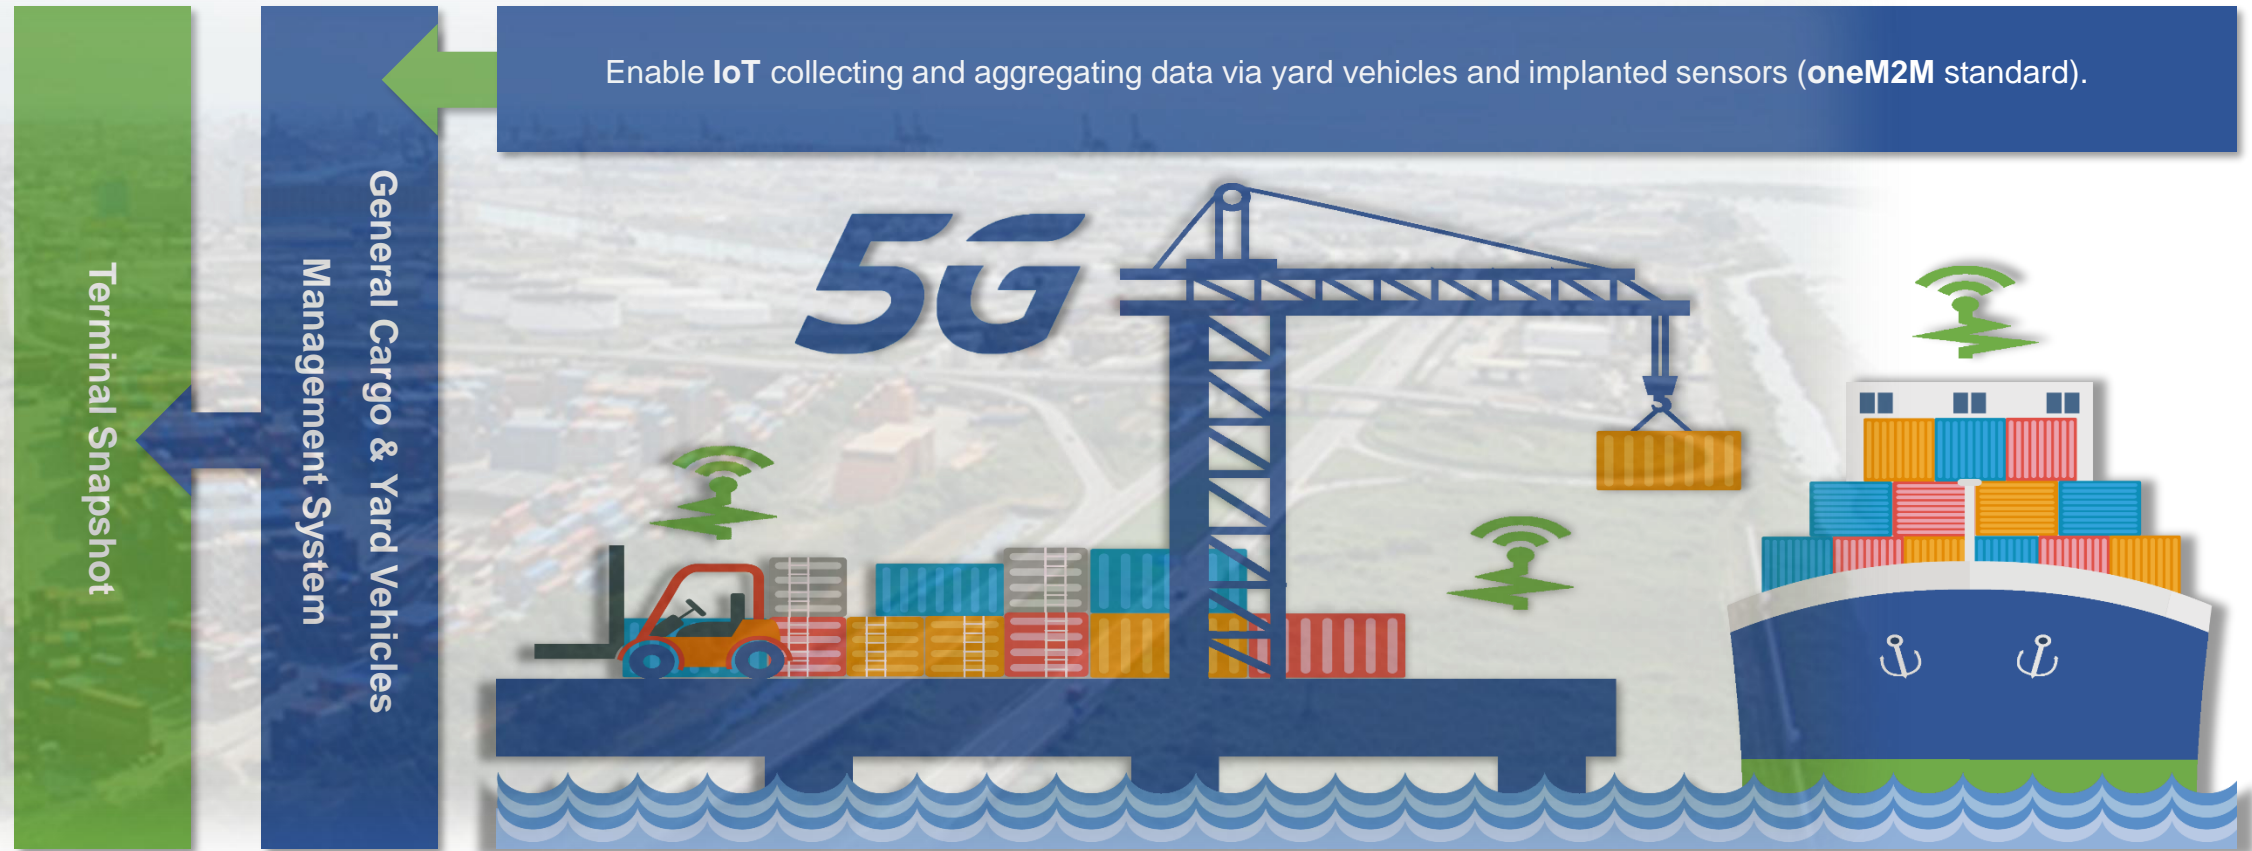 Enable IoT collecting and aggregating data via yard vehicles and implanted sensors (oneM2M standard).
5G
General Cargo & Yard Vehicles
Management System
Terminal Snapshot